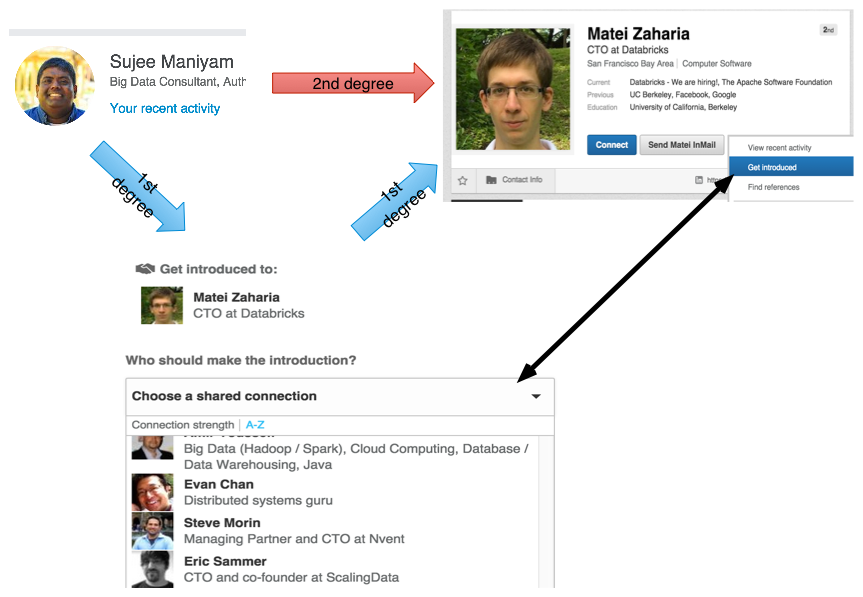 Sujee Maniyam
Big Data Consultant, Auth
Your recent activity
2nd degree
Matei Zaharia
2nd
CTO at Databricks
San Francisco Bay Area | Computer Software
Current Databricks - We are hiring!, The Apache Software Foundation
Previous UC Berkeley, Facebook, Google
Education University of California, Berkeley
Connect
Send Matei InMail
View recent activity
Get introduced
Find references
Contact Info
https
1st
degree
1st
degree
Get introduced to:
Matei Zaharia
CTO at Databricks
Who should make the introduction?
Choose a shared connection
Connection strength | A-Z
Big Data (Hadoop / Spark), Cloud Computing, Database /
Data Warehousing, Java
Evan Chan
Distributed systems guru
Steve Morin
Managing Partner and CTO at Nvent
Eric Sammer
CTO and co-founder at ScalingData